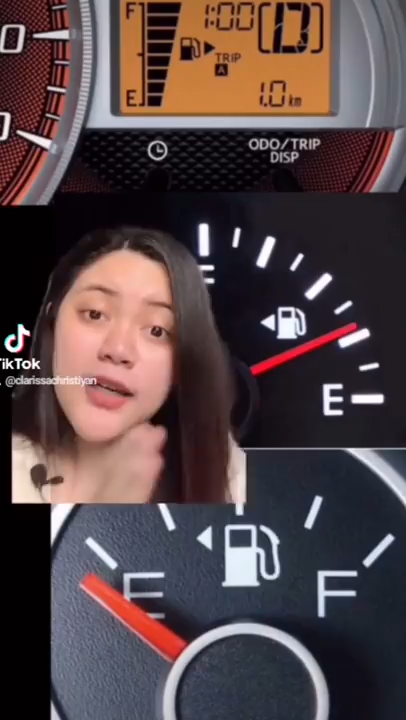 F
1:00
D
TRIP
A
E
1.0 km
ODO/TRIP
DISP
F
TikTok
@clarissachristiyan
E
E
F